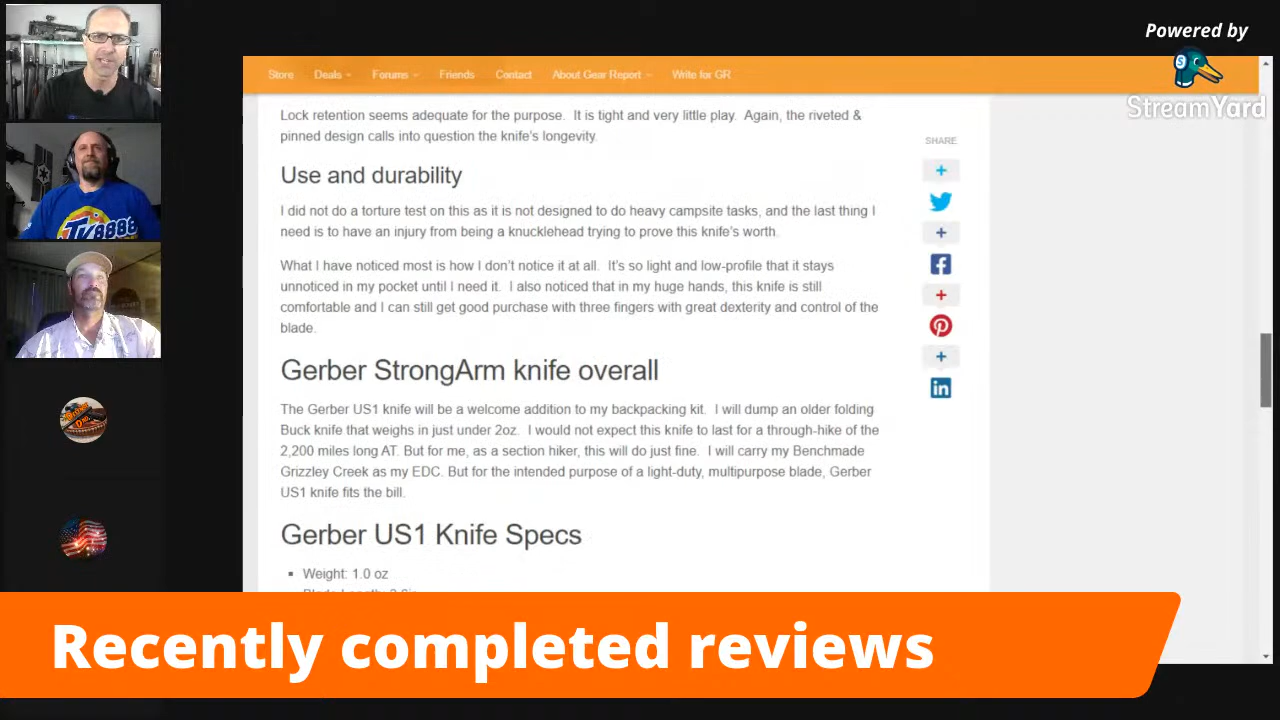 Powered by
StreamYard
Store Deals Forums Friends Contact About Gear Report Write for GR
Lock retention seems adequate for the purpose. It is tight and very little play. Again, the riveted &
pinned design calls into question the knife's longevity.
SHARE
Use and durability
I did not do a torture test on this as it is not designed to do heavy campsite tasks, and the last thing I
need is to have an injury from being a knucklehead trying to prove this knife's worth.
What I have noticed most is how I don't notice it at all. It's so light and low-profile that it stays
unnoticed in my pocket until I need it. I also noticed that in my huge hands, this knife is still
comfortable and I can still get good purchase with three fingers with great dexterity and control of the
blade.
Gerber StrongArm knife overall
The Gerber US1 knife will be a welcome addition to my backpacking kit. I will dump an older folding
Buck knife that weighs in just under 2oz. I would not expect this knife to last for a through-hike of the
2,200 miles long AT. But for me, as a section hiker, this will do just fine. I will carry my Benchmade
Grizzley Creek as my EDC. But for the intended purpose of a light-duty, multipurpose blade, Gerber
US1 knife fits the bill.
Gerber US1 Knife Specs
Weight: 1.0 oz
Recently completed reviews